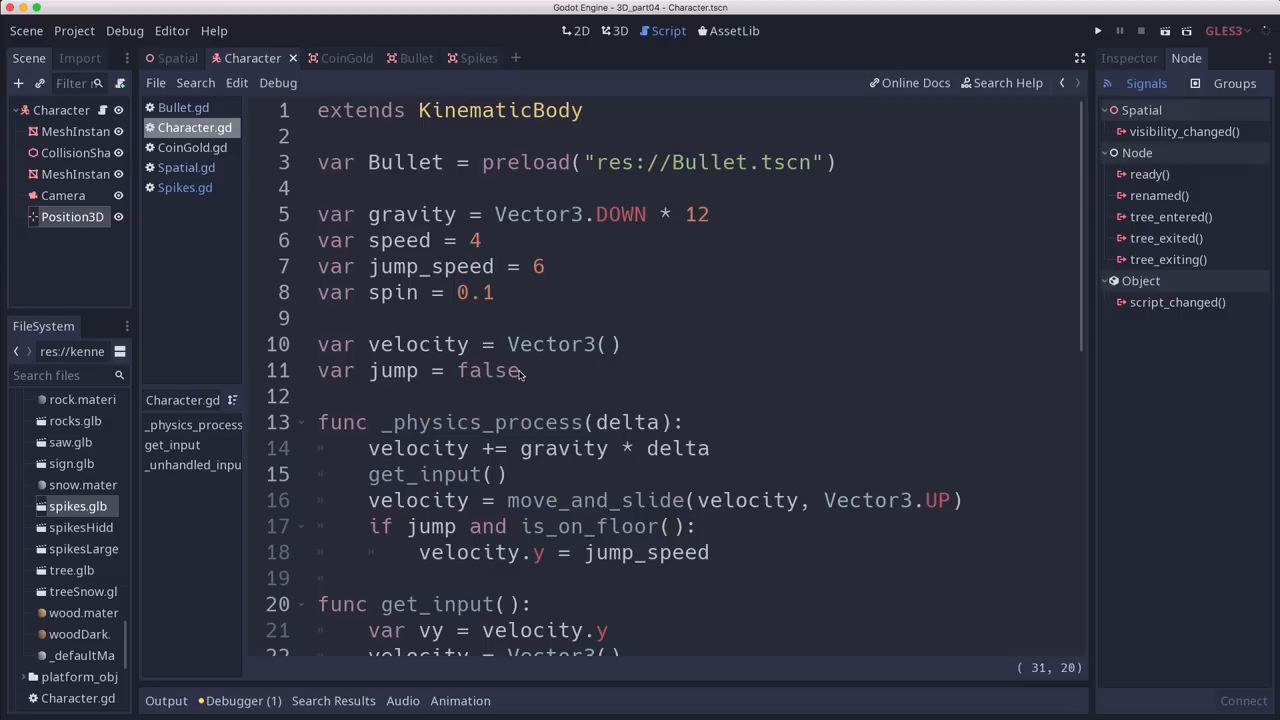 Godot Engine - 3D_part04 - Character.tscn
Scene Project Debug Editor Help
2D 3D Script AssetLib
GLES3
Scene Import
Filter
Character
MeshInstan
CollisionSha
MeshInstan
Camera
Position3D
FileSystem
res://kenne
Search files
rock.materi
rocks.glb
saw.glb
sign.glb
snow.mater
spikes.glb
spikesHidd
spikesLarge
tree.glb
treeSnow.gl
wood.mater
woodDark.
_defaultMa
platform_obj
Character.gd
Spatial Character CoinGold Bullet Spikes
File Search Edit Debug
Online Docs Search Help
Bullet.gd
Character.gd
CoinGold.gd
Spatial.gd
Spikes.gd
Character.gd
_physics_process
get_input
_unhandled_inpu
1 extends KinematicBody
2
3 var Bullet = preload("res://Bullet.tscn")
4
5 var gravity = Vector3.DOWN * 12
6 var speed = 4
7 var jump_speed = 6
8 var spin = 0.1
9
10 var velocity = Vector3()
11 var jump = false
12
13 func _physics_process(delta):
14 velocity += gravity * delta
15 get_input()
16 velocity = move_and_slide(velocity, Vector3.UP)
17 if jump and is_on_floor():
18 velocity.y = jump_speed
19
20 func get_input():
21 var vy = velocity.y
22 velocity = Vector3()
( 31, 20)
Output Debugger (1) Search Results Audio Animation
Inspector Node
Signals Groups
Spatial
visibility_changed()
Node
ready()
renamed()
tree_entered()
tree_exited()
tree_exiting()
Object
script_changed()
Connect